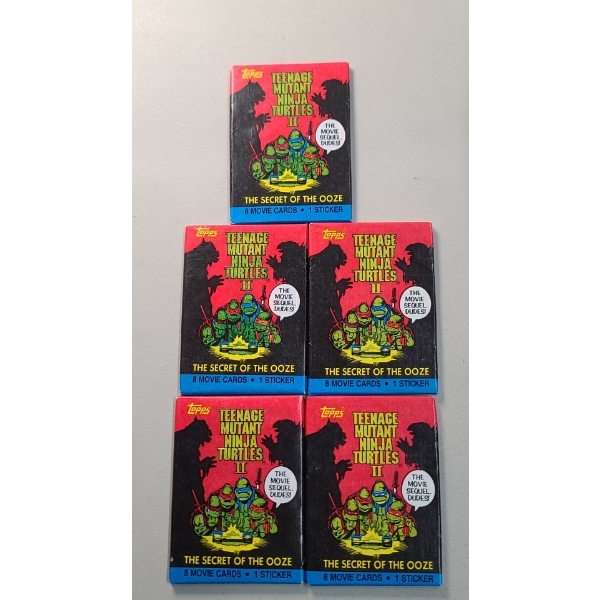 Topps
TEENAGE
MUTANT
NINJA
TURTLES
II
THE
MOVIE
SEQUEL,
DUDES!
THE SECRET OF THE OOZE
8 MOVIE CARDS • 1 STICKER
Topps
TEENAGE
MUTANT
NINJA
TURTLES
II
THE
MOVIE
SEQUEL,
DUDES!
THE SECRET OF THE OOZE
8 MOVIE CARDS • 1 STICKER
Topps
TEENAGE
MUTANT
NINJA
TURTLES
II
THE
MOVIE
SEQUEL,
DUDES!
THE SECRET OF THE OOZE
8 MOVIE CARDS • 1 STICKER
Topps
TEENAGE
MUTANT
NINJA
TURTLES
II
THE
MOVIE
SEQUEL,
DUDES!
THE SECRET OF THE OOZE
8 MOVIE CARDS • 1 STICKER
Topps
TEENAGE
MUTANT
NINJA
TURTLES
II
THE
MOVIE
SEQUEL,
DUDES!
THE SECRET OF THE OOZE
8 MOVIE CARDS • 1 STICKER